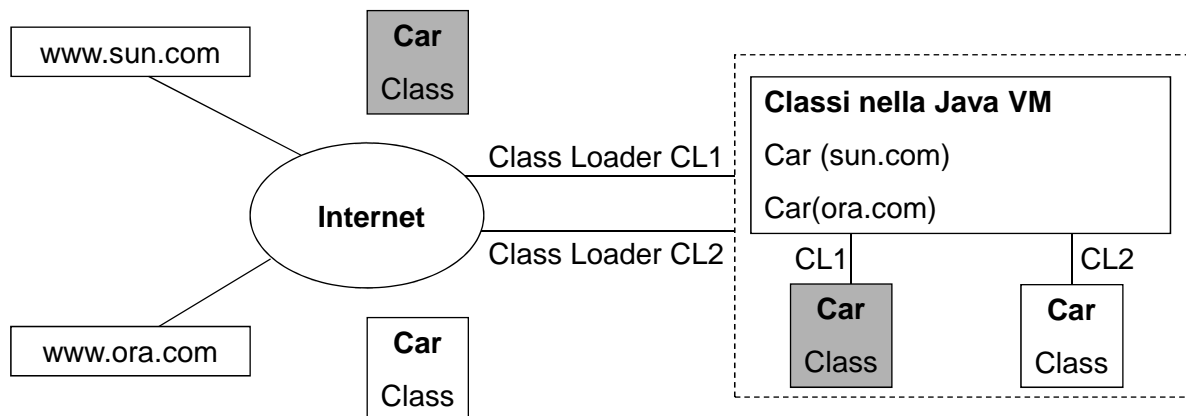 www.sun.com
Car
Class
Classi nella Java VM
Car (sun.com)
Car(ora.com)
Class Loader CL1
Internet
Class Loader CL2
CL1
CL2
Car
Class
Car
Class
www.ora.com
Car
Class